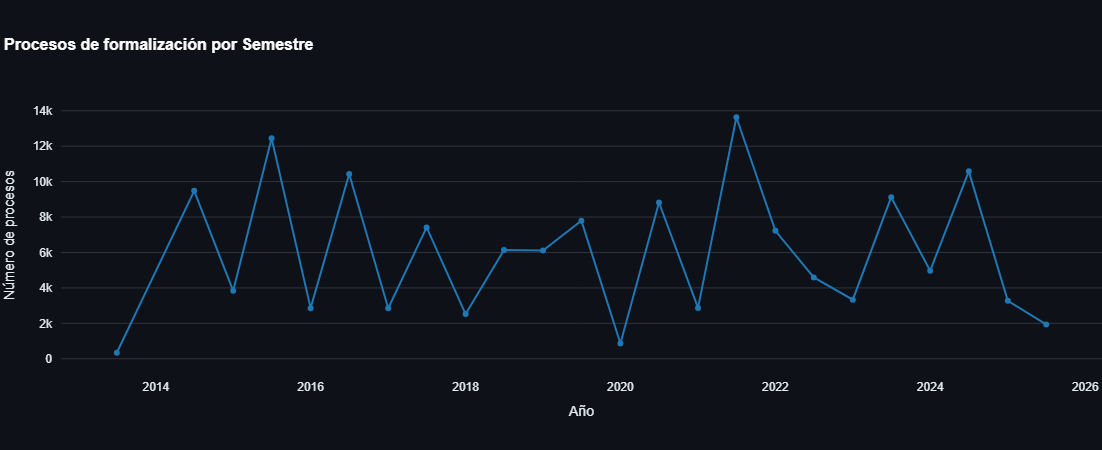 Procesos de formalización por Semestre
14k
12k
10k
8k
6k
4k
2k
0
Número de procesos
2014 2016 2018 2020 2022 2024 2026
Año